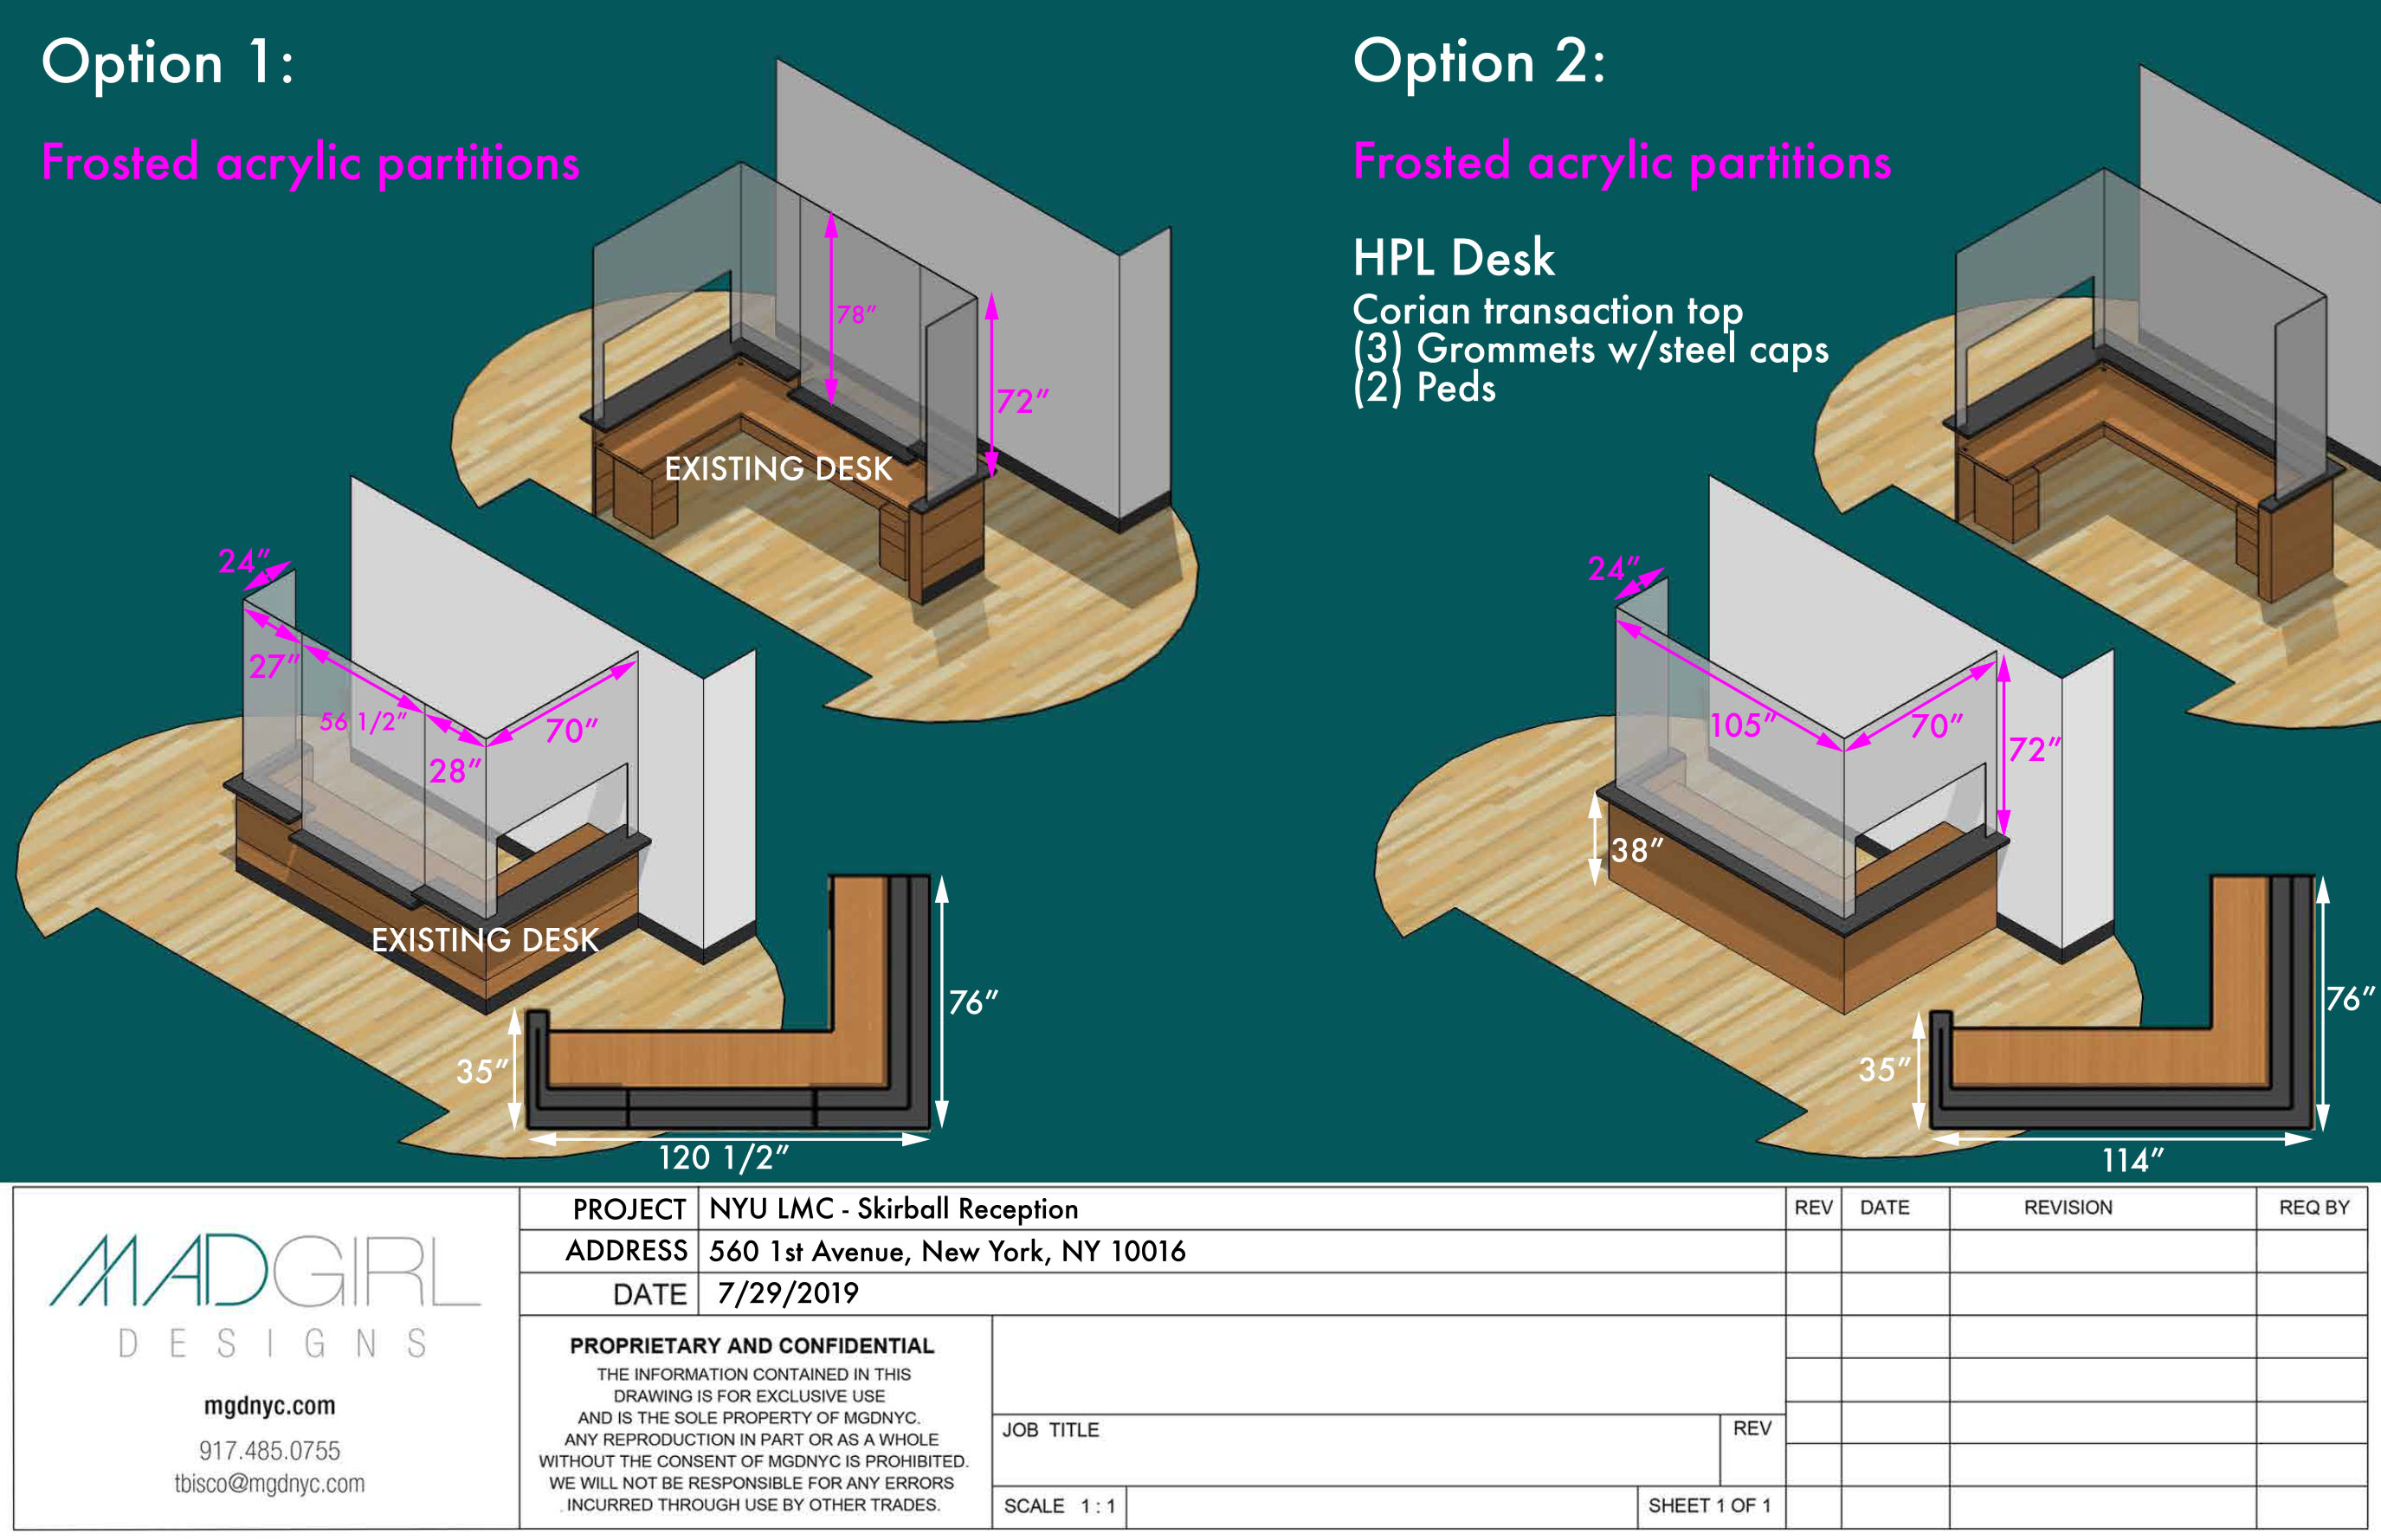 Option 1:
Frosted acrylic partitions
78”
72”
EXISTING DESK
24”
27”
56 1/2”
28”
70”
EXISTING DESK
76”
35”
120 1/2”
Option 2:
Frosted acrylic partitions
HPL Desk
Corian transaction top
(3) Grommets w/steel caps
(2) Peds
24”
105”
70”
72”
38”
76”
35”
114”
MADGIRL
DESIGNS
mgdnyc.com
917.485.0755
tbisco@mgdnyc.com
PROJECT NYU LMC - Skirball Reception
ADDRESS 560 1st Avenue, New York, NY 10016
DATE 7/29/2019
PROPRIETARY AND CONFIDENTIAL
THE INFORMATION CONTAINED IN THIS
DRAWING IS FOR EXCLUSIVE USE
AND IS THE SOLE PROPERTY OF MGDNYC.
ANY REPRODUCTION IN PART OR AS A WHOLE
WITHOUT THE CONSENT OF MGDNYC IS PROHIBITED.
WE WILL NOT BE RESPONSIBLE FOR ANY ERRORS
INCURRED THROUGH USE BY OTHER TRADES.
JOB TITLE
REV
SCALE 1 : 1
SHEET 1 OF 1
REV DATE REVISION REQ BY